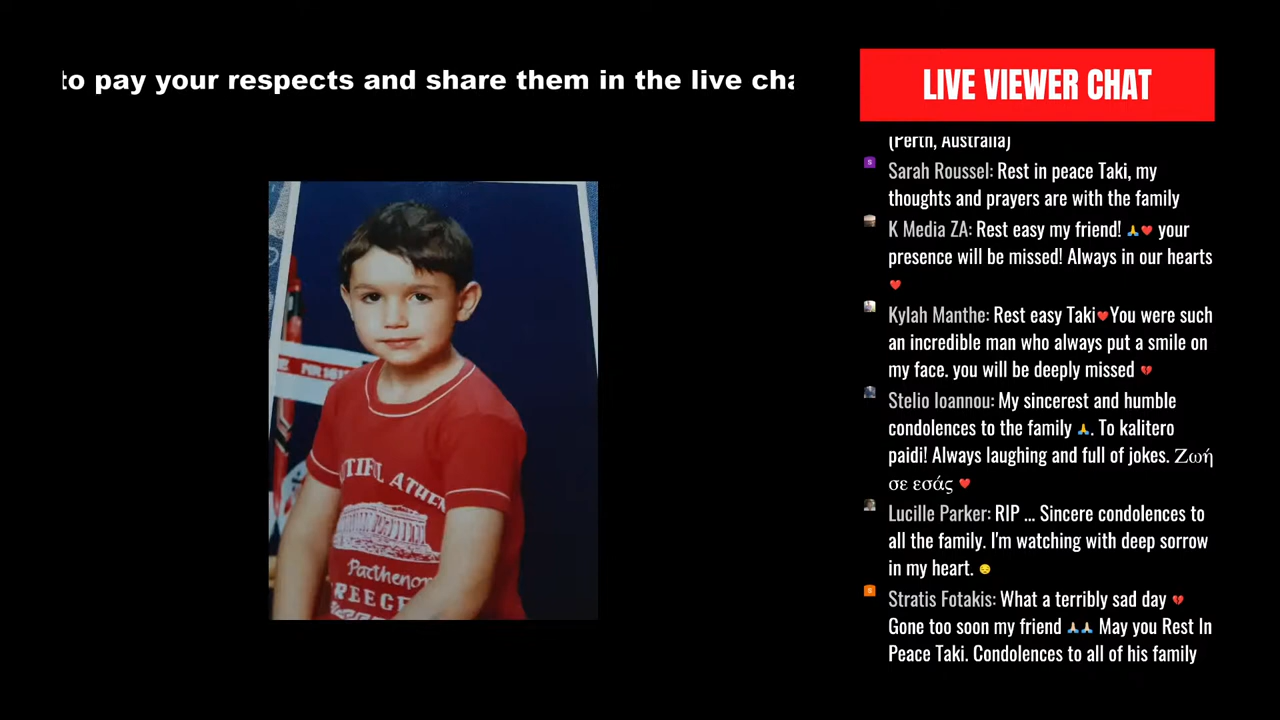 to pay your respects and share them in the live cha
LIVE VIEWER CHAT
(Perth, Australia)
Sarah Roussel: Rest in peace Taki, my
thoughts and prayers are with the family
K Media ZA: Rest easy my friend! 🙏❤️ your
presence will be missed! Always in our hearts
❤️
Kylah Manthe: Rest easy Taki❤️You were such
an incredible man who always put a smile on
my face. you will be deeply missed 💔
Stelio Ioannou: My sincerest and humble
condolences to the family 🙏. To kalitero
paidi! Always laughing and full of jokes. Ζωή
σε εσάς ❤️
Lucille Parker: RIP ... Sincere condolences to
all the family. I'm watching with deep sorrow
in my heart. 😔
Stratis Fotakis: What a terribly sad day 💔
Gone too soon my friend 🙏🙏 May you Rest In
Peace Taki. Condolences to all of his family
UTIFUL ATHEN
Parthenon
REECE